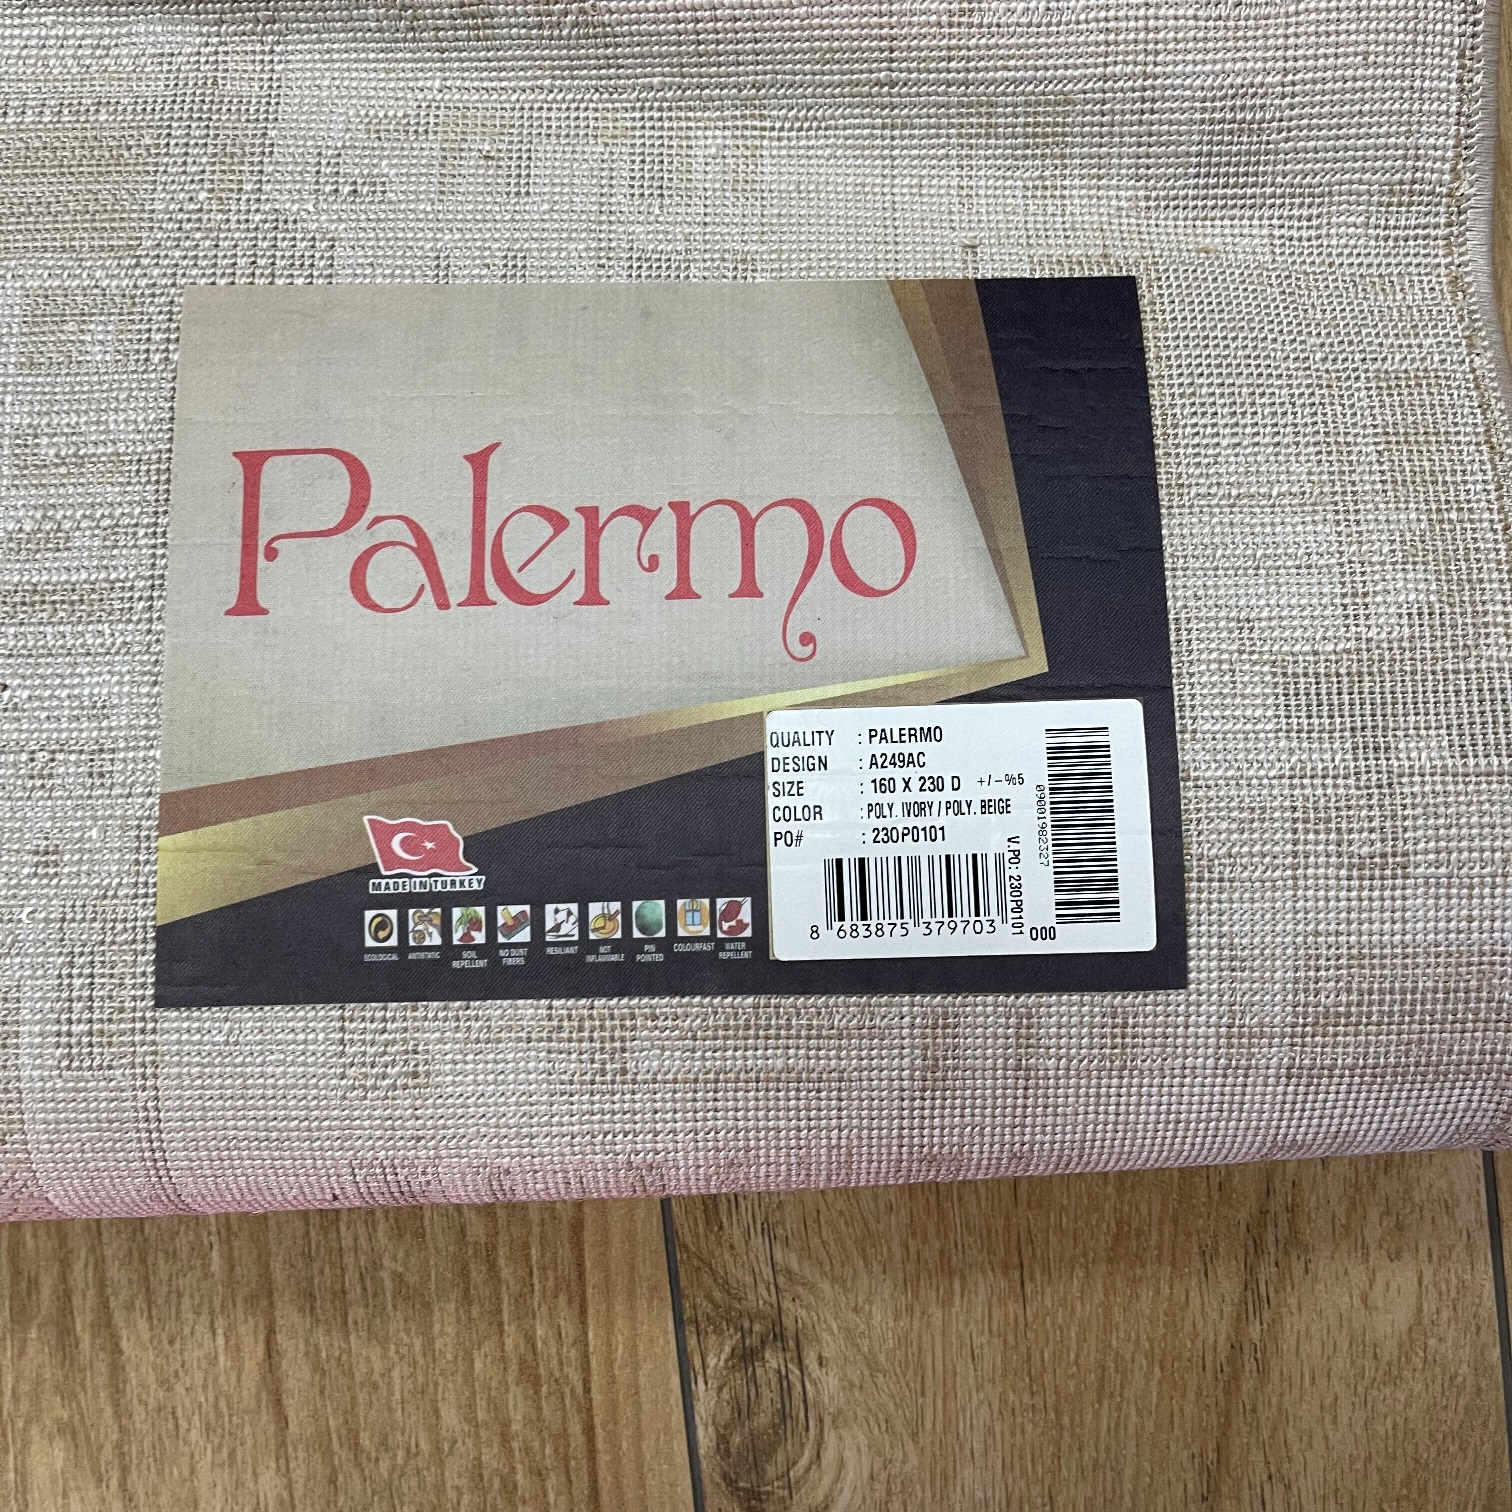 Palermo
QUALITY : PALERMO
DESIGN : A249AC
SIZE : 160 X 230 D +/-%5
COLOR : POLY. IVORY / POLY. BEIGE
PO# : 230P0101
V.PO: 230P0101
09001982327
8 683875 379703
000
MADE IN TURKEY
ECOLOGICAL
ANTISTATIC
SOIL REPELLENT
NO DUST FIBERS
RESILIANT
NOT INFLAMMABLE
PIN POINTED
COLOURFAST
WATER REPELLENT